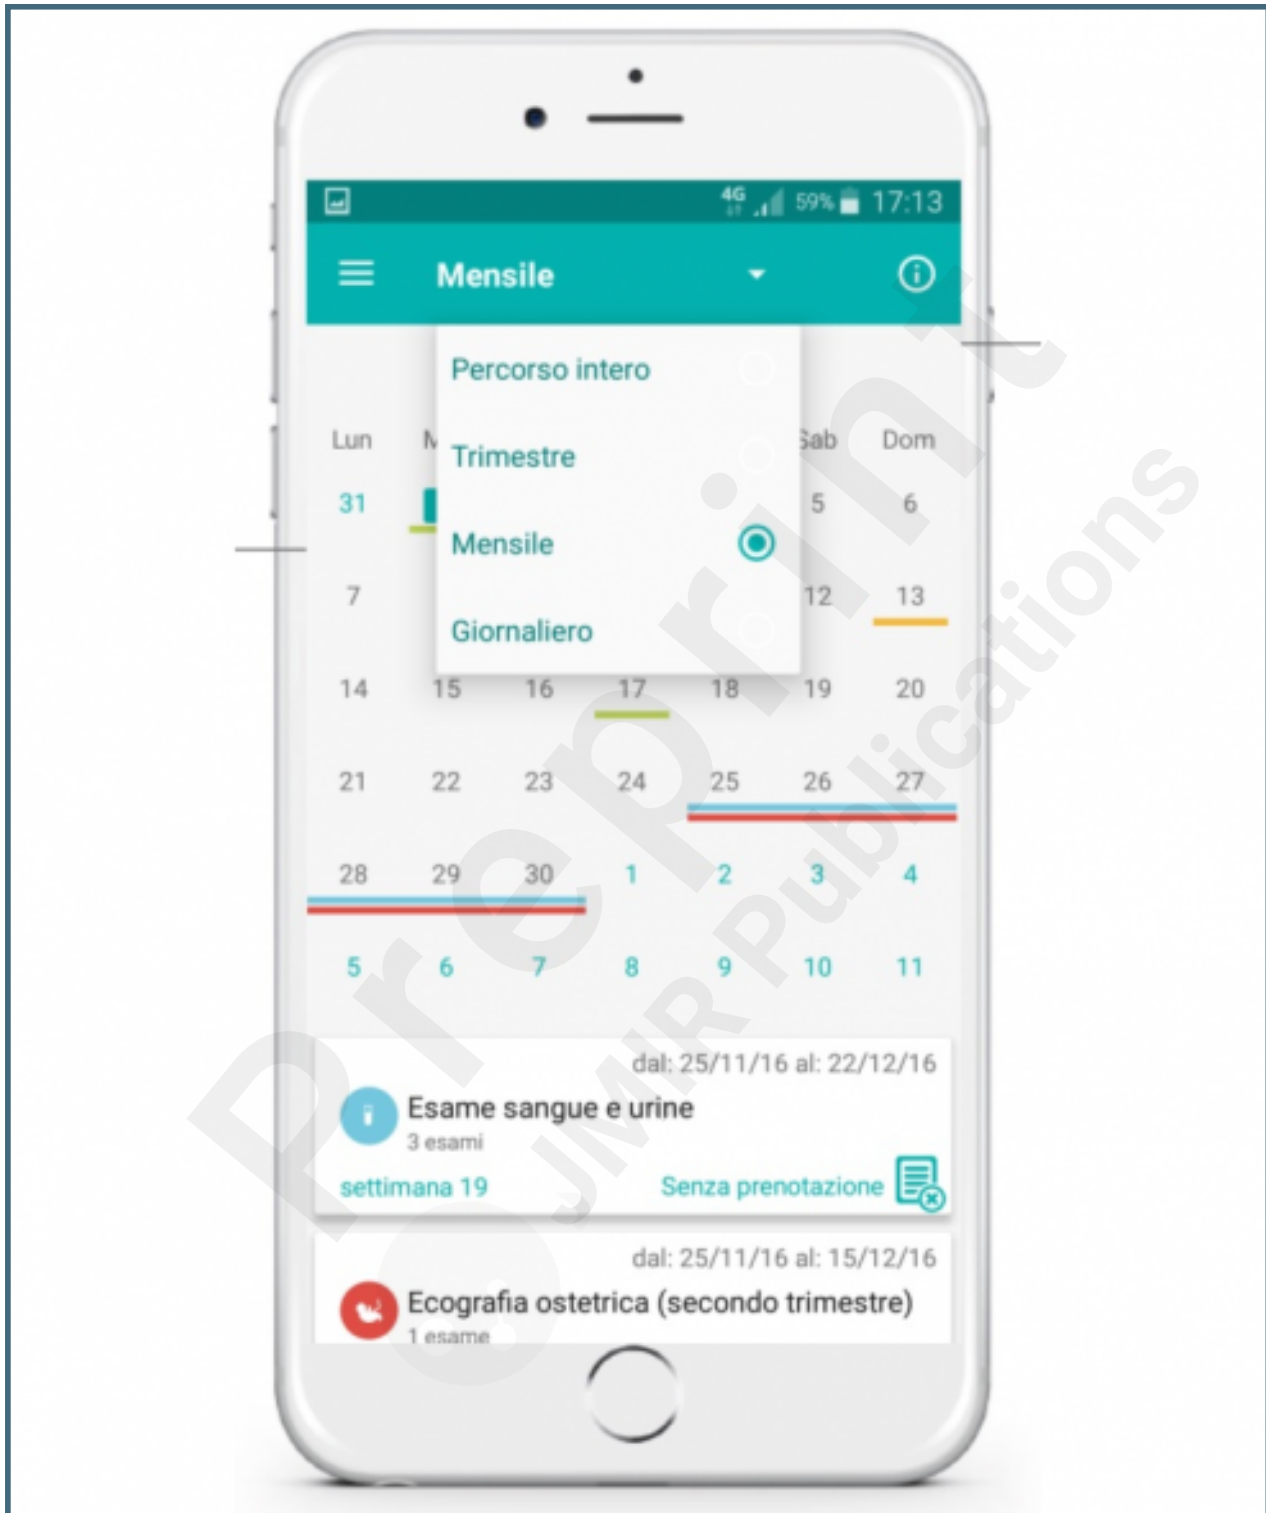 4G 59% 17:13
Mensile
Percorso intero
Trimestre
Mensile
Giornaliero
Lun Sab Dom
31 5 6
7 12 13
14 15 16 17 18 19 20
21 22 23 24 25 26 27
28 29 30 1 2 3 4
5 6 7 8 9 10 11
dal: 25/11/16 al: 22/12/16
Esame sangue e urine
3 esami
settimana 19 Senza prenotazione
dal: 25/11/16 al: 15/12/16
Ecografia ostetrica (secondo trimestre)
1 esame
Preprint
JMIR Publications